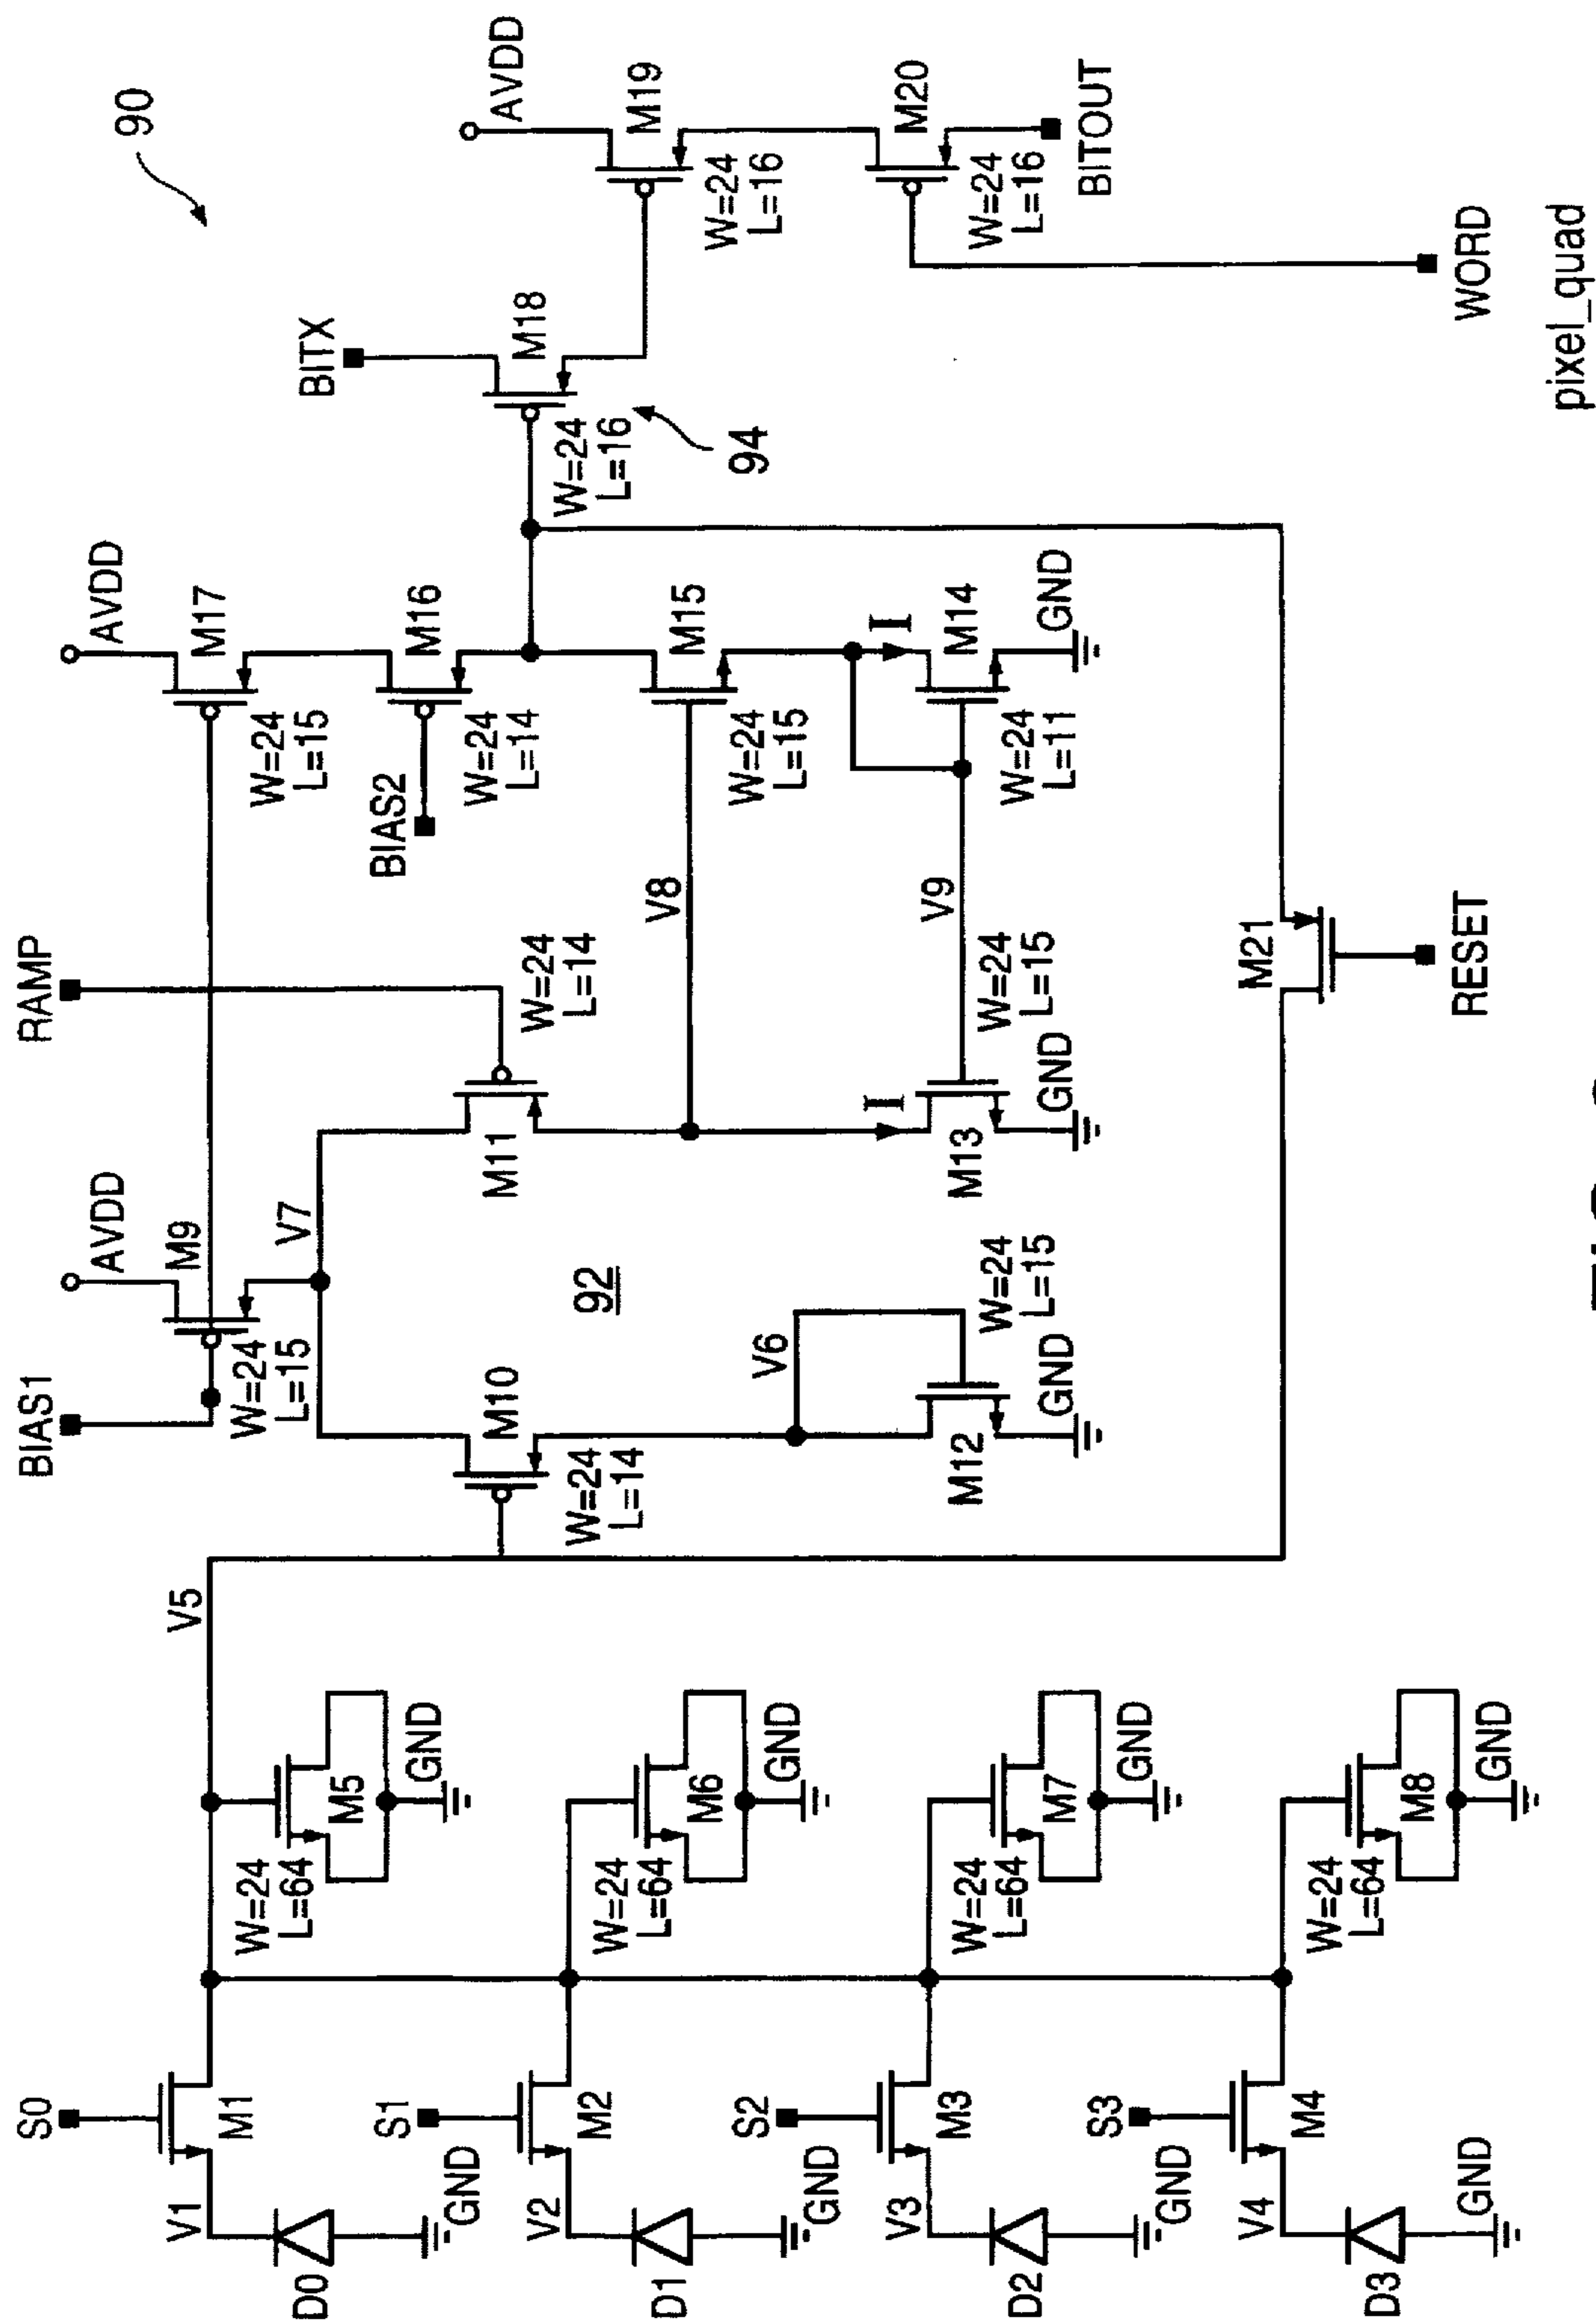 90
AVDD
M19
W=24
L=16
M20
W=24
L=16
BITOUT
WORD
pixel_quad
BITX
M18
W=24
L=16
94
AVDD
M17
W=24
L=15
M16
W=24
L=14
BIAS2
M15
W=24
L=15
I
M14
W=24
L=11
GND
RAMP
W=24
L=14
M11
V8
V9
I
M13
W=24
L=15
GND
M21
RESET
BIAS1
AVDD
M9
W=24
L=15
V7
92
M10
W=24
L=14
V6
M12
W=24
L=15
GND
V5
S0
M1
V1
D0
GND
W=24
L=64
M5
GND
S1
M2
V2
D1
GND
W=24
L=64
M6
GND
S2
M3
V3
D2
GND
W=24
L=64
M7
GND
S3
M4
V4
D3
GND
W=24
L=64
M8
GND